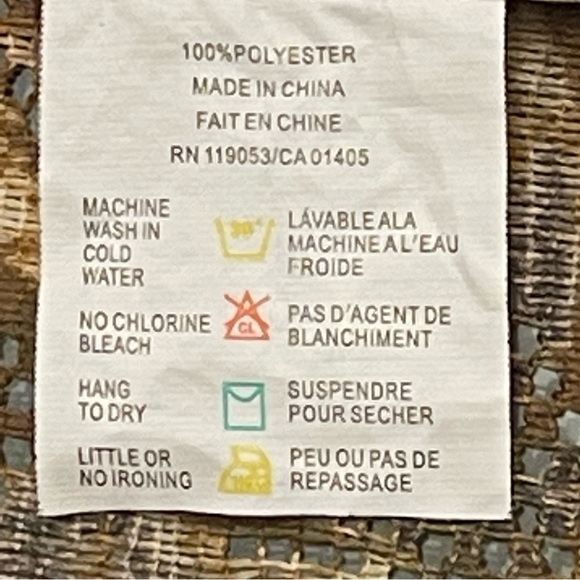 100%POLYESTER
MADE IN CHINA
FAIT EN CHINE
RN 119053/CA 01405
MACHINE
WASH IN
COLD
WATER
30°
LÁVABLE ALA
MACHINE A L'EAU
FROIDE
NO CHLORINE
BLEACH
CL
PAS D'AGENT DE
BLANCHIMENT
HANG
TO DRY
SUSPENDRE
POUR SECHER
LITTLE OR
NO IRONING
PEU OU PAS DE
REPASSAGE